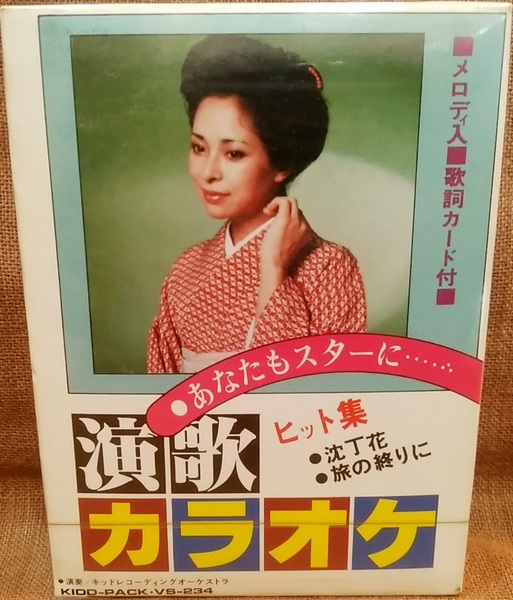 ■メロディ入■歌詞カード付■
●あなたもスターに……
演歌
ヒット集
●沈丁花
●旅の終りに
カラオケ
●演奏/キッドレコーディングオーケストラ
KIDD-PACK・VS-234